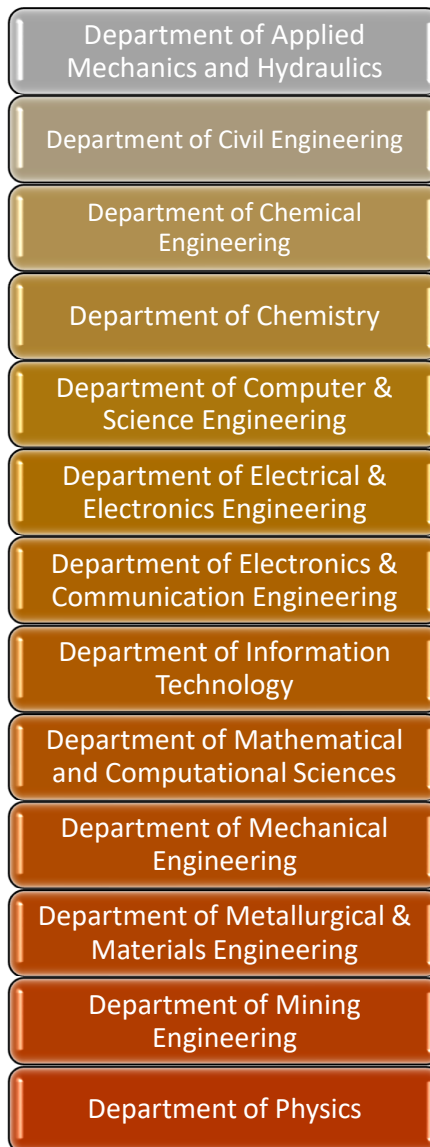 Department of Applied
Mechanics and Hydraulics
Department of Civil Engineering
Department of Chemical
Engineering
Department of Chemistry
Department of Computer &
Science Engineering
Department of Electrical &
Electronics Engineering
Department of Electronics &
Communication Engineering
Department of Information
Technology
Department of Mathematical
and Computational Sciences
Department of Mechanical
Engineering
Department of Metallurgical &
Materials Engineering
Department of Mining
Engineering
Department of Physics